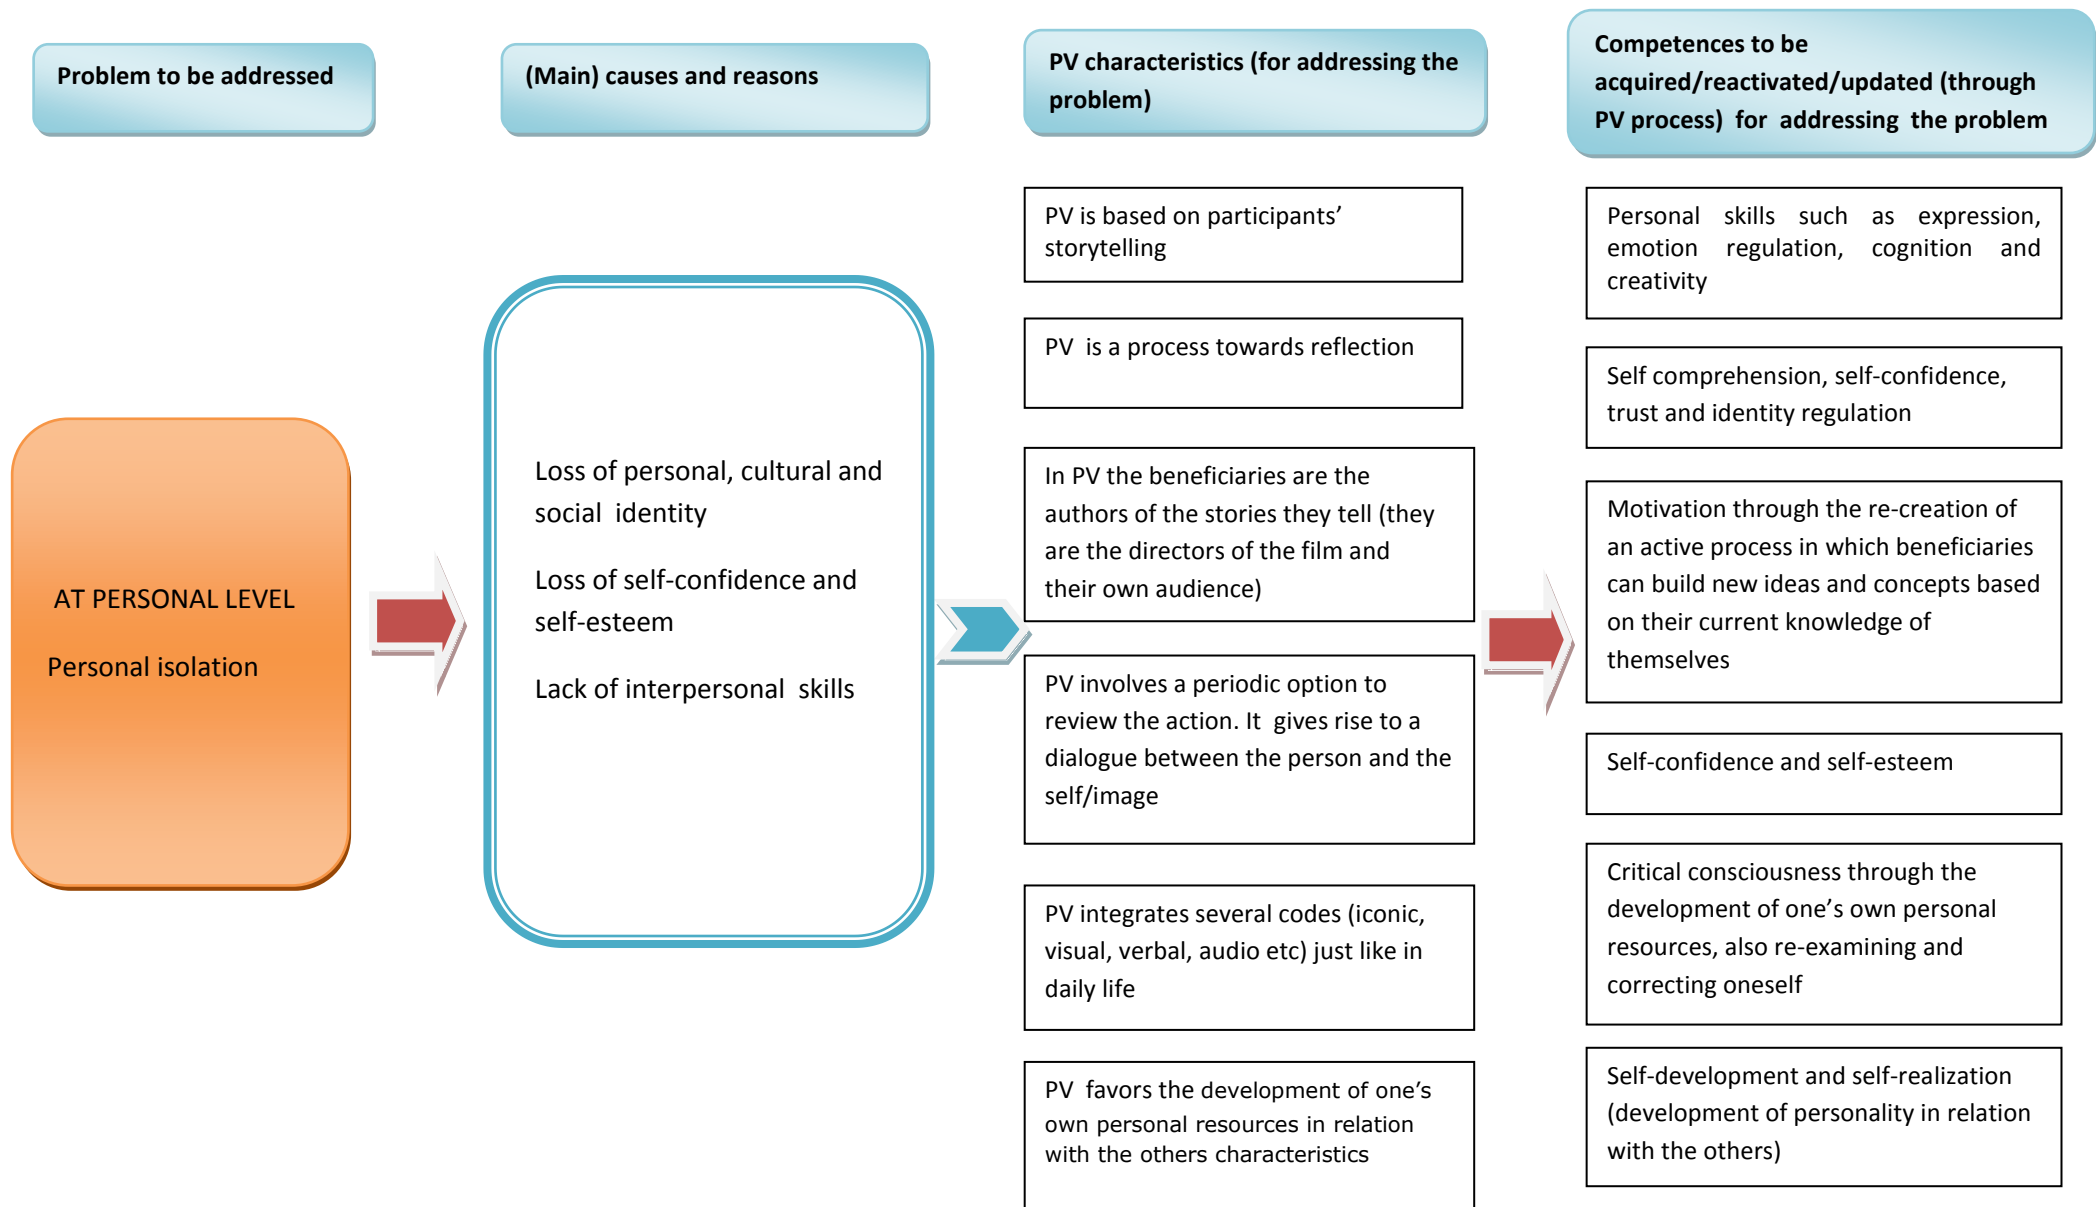 Problem to be addressed
(Main) causes and reasons
PV characteristics (for addressing the
problem)
Competences to be
acquired/reactivated/updated (through
PV process) for addressing the problem
AT PERSONAL LEVEL
Personal isolation
Loss of personal, cultural and
social identity
Loss of self-confidence and
self-esteem
Lack of interpersonal skills
PV is based on participants’
storytelling
PV is a process towards reflection
In PV the beneficiaries are the
authors of the stories they tell (they
are the directors of the film and
their own audience)
PV involves a periodic option to
review the action. It gives rise to a
dialogue between the person and the
self/image
PV integrates several codes (iconic,
visual, verbal, audio etc) just like in
daily life
PV favors the development of one’s
own personal resources in relation
with the others characteristics
Personal skills such as expression,
emotion regulation, cognition and
creativity
Self comprehension, self-confidence,
trust and identity regulation
Motivation through the re-creation of
an active process in which beneficiaries
can build new ideas and concepts based
on their current knowledge of
themselves
Self-confidence and self-esteem
Critical consciousness through the
development of one’s own personal
resources, also re-examining and
correcting oneself
Self-development and self-realization
(development of personality in relation
with the others)